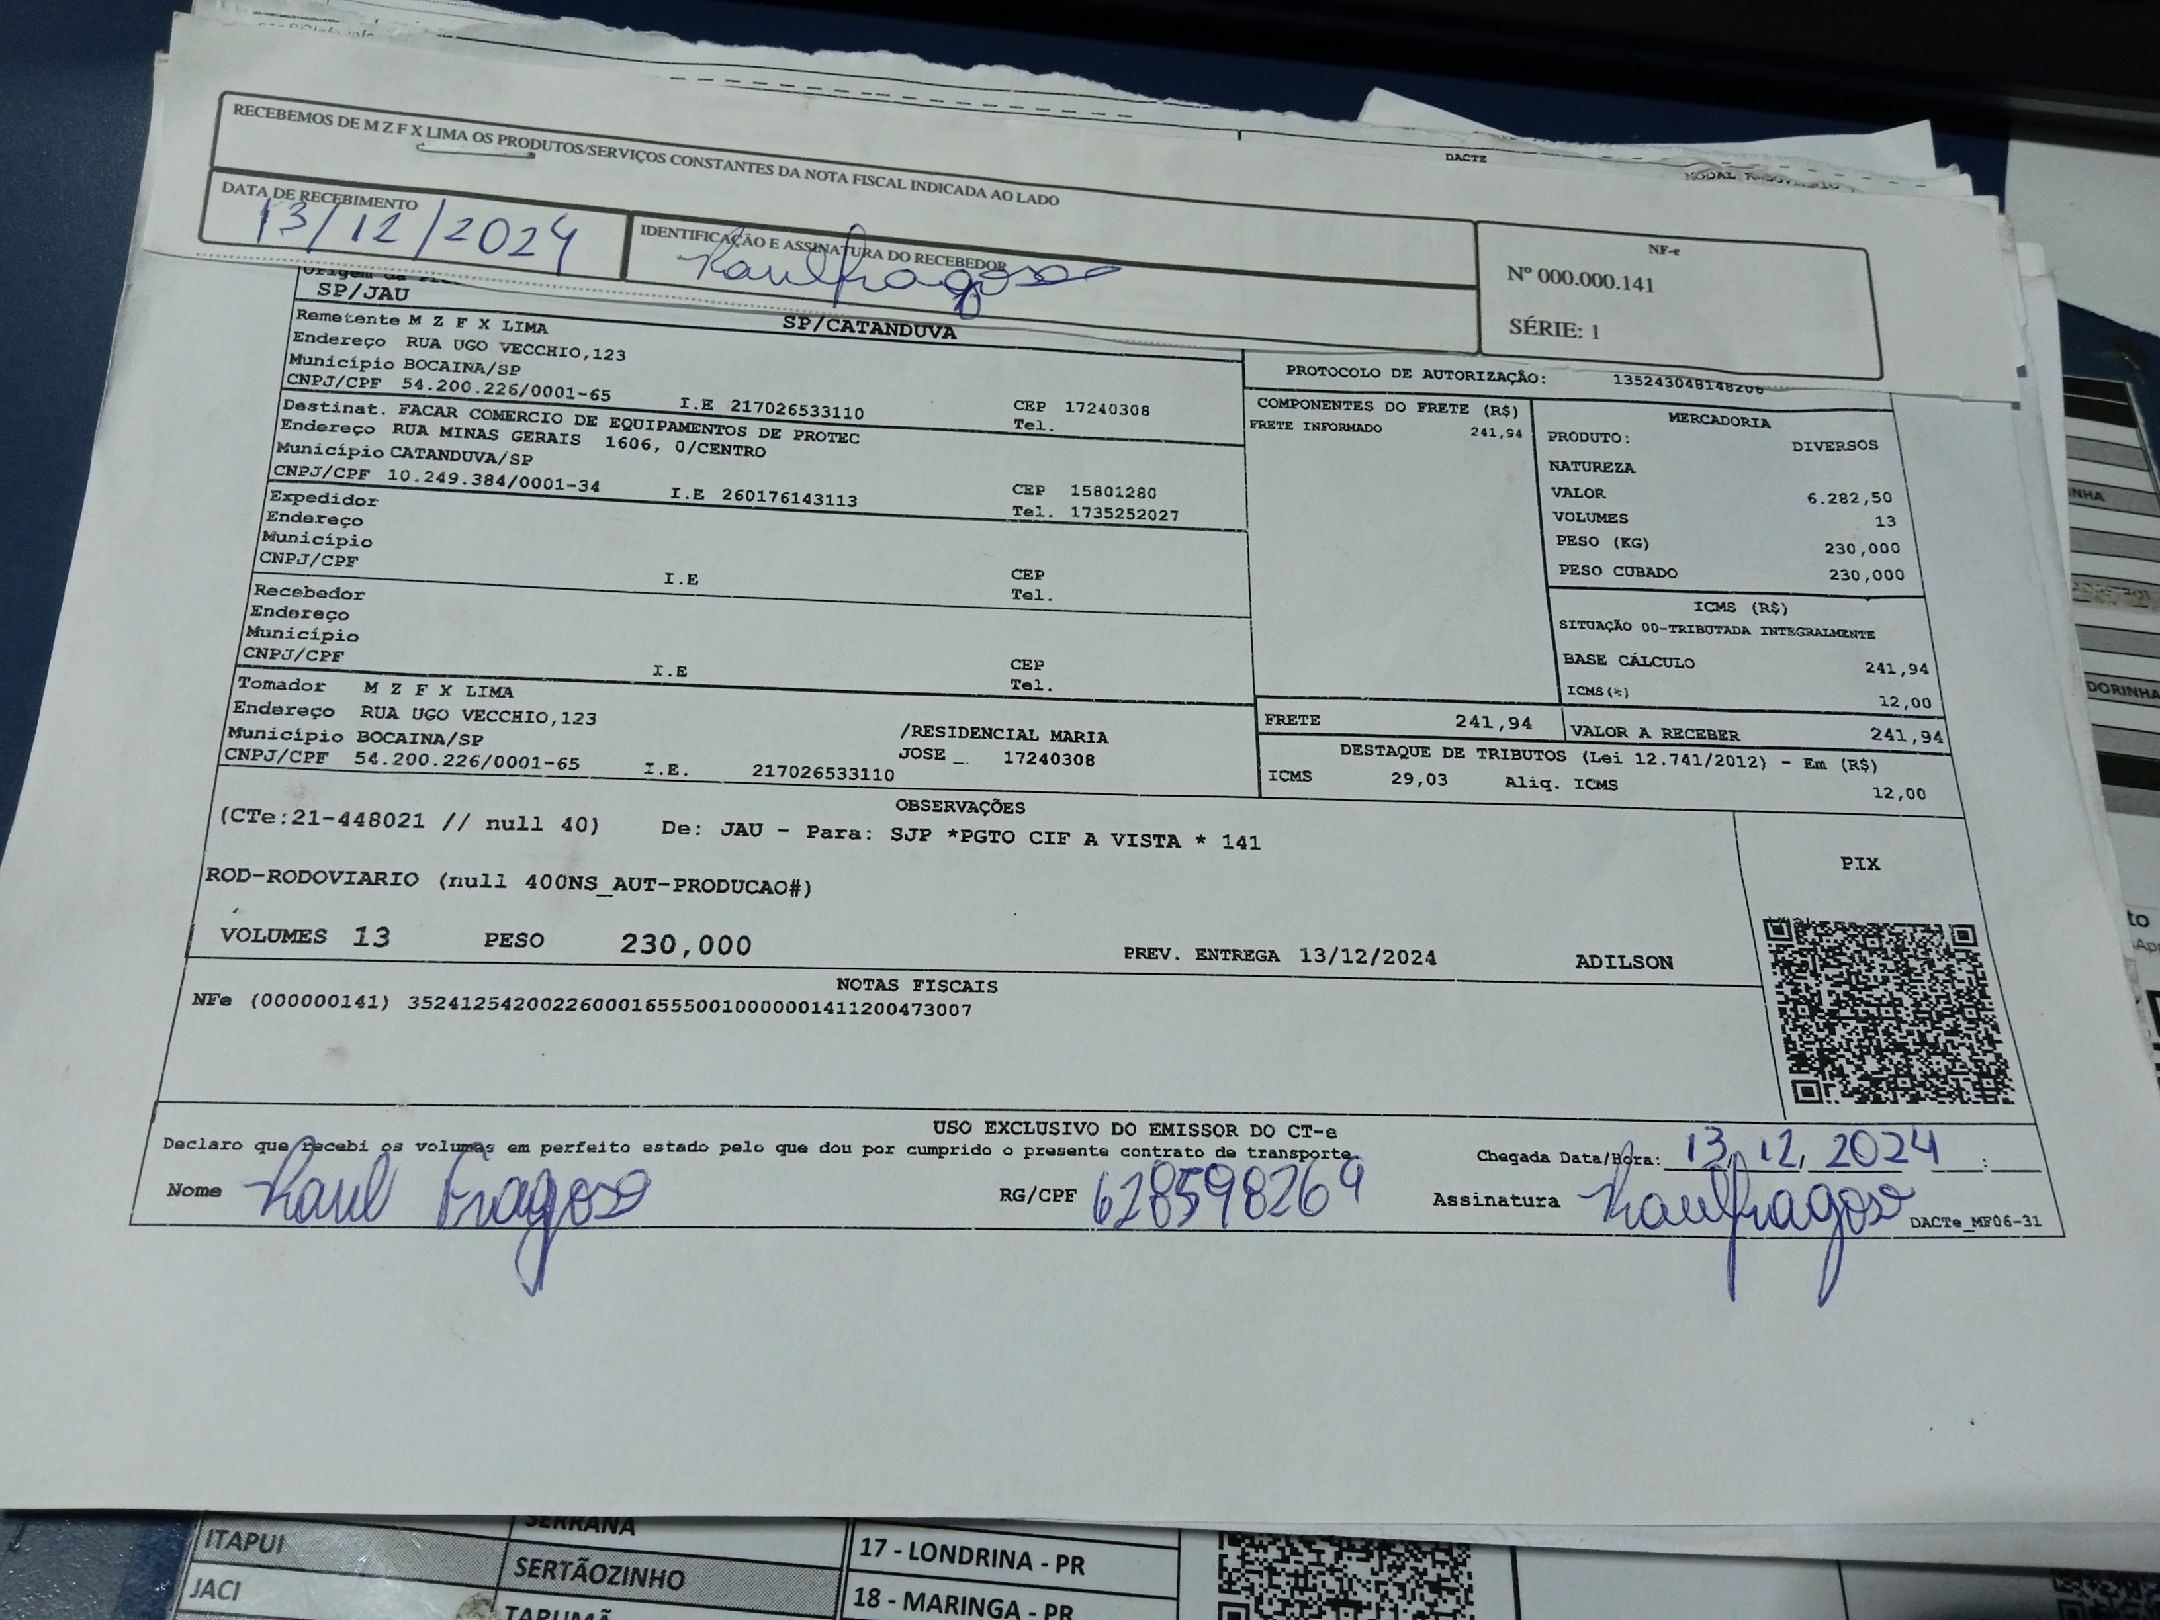 DACTE
RECEBEMOS DE M Z F X LIMA OS PRODUTOS/SERVIÇOS CONSTANTES DA NOTA FISCAL INDICADA AO LADO
DATA DE RECEBIMENTO
13/12/2024
IDENTIFICAÇÃO E ASSINATURA DO RECEBEDOR
Raul Fragoso
NF-e
Nº 000.000.141
SÉRIE: 1
SP/JAU
SP/CATANDUVA
Remetente M Z F X LIMA
Endereço RUA UGO VECCHIO,123
Município BOCAINA/SP
CNPJ/CPF 54.200.226/0001-65 I.E 217026533110 CEP 17240308
Tel.
Destinat. FACAR COMERCIO DE EQUIPAMENTOS DE PROTEC
Endereço RUA MINAS GERAIS 1606, 0/CENTRO
Município CATANDUVA/SP
CNPJ/CPF 10.249.384/0001-34 I.E 260176143113 CEP 15801280
Tel. 1735252027
Expedidor
Endereço
Município
CNPJ/CPF I.E CEP
Tel.
Recebedor
Endereço
Município
CNPJ/CPF I.E CEP
Tel.
Tomador M Z F X LIMA
Endereço RUA UGO VECCHIO,123 /RESIDENCIAL MARIA
Município BOCAINA/SP JOSE _. 17240308
CNPJ/CPF 54.200.226/0001-65 I.E. 217026533110
PROTOCOLO DE AUTORIZAÇÃO: 135243048148206
COMPONENTES DO FRETE (R$)
FRETE INFORMADO 241,94
MERCADORIA
PRODUTO: DIVERSOS
NATUREZA
VALOR 6.282,50
VOLUMES 13
PESO (KG) 230,000
PESO CUBADO 230,000
ICMS (R$)
SITUAÇÃO 00-TRIBUTADA INTEGRALMENTE
BASE CÁLCULO 241,94
ICMS(%) 12,00
FRETE 241,94 VALOR A RECEBER 241,94
DESTAQUE DE TRIBUTOS (Lei 12.741/2012) - Em (R$)
ICMS 29,03 Aliq. ICMS 12,00
OBSERVAÇÕES
(CTe:21-448021 // null 40) De: JAU - Para: SJP *PGTO CIF A VISTA * 141
ROD-RODOVIARIO (null 400NS_AUT-PRODUCAO#)
PIX
VOLUMES 13 PESO 230,000 PREV. ENTREGA 13/12/2024 ADILSON
NOTAS FISCAIS
NFe (000000141) 35241254200226000165550010000001411200473007
USO EXCLUSIVO DO EMISSOR DO CT-e
Declaro que recebi os volumes em perfeito estado pelo que dou por cumprido o presente contrato de transporte.
Chegada Data/Hora: 13, 12, 2024 __:__
Nome Raul Fragoso RG/CPF 628598269 Assinatura Raul Fragoso
DACTe_MF06-31
ITAPUI
JACI
SERRANA
SERTÃOZINHO
17 - LONDRINA - PR
18 - MARINGA - PR
DORINHA